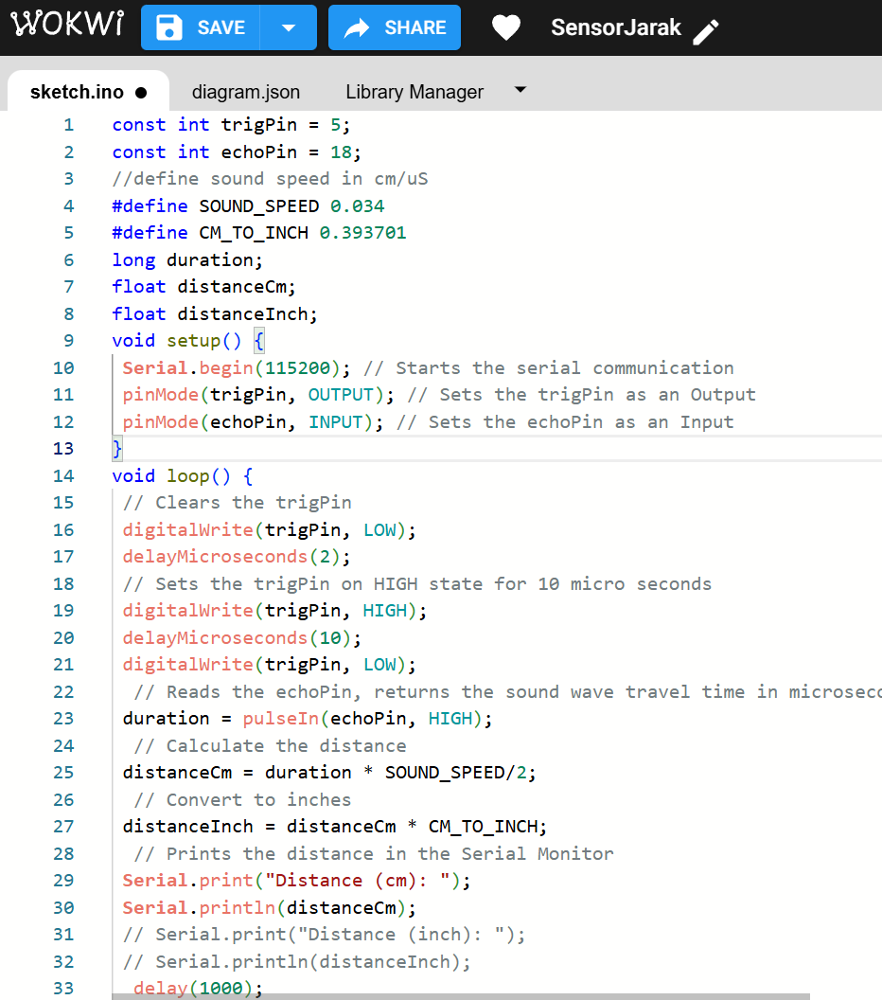 WOKWi SAVE SHARE SensorJarak
sketch.ino diagram.json Library Manager
1 const int trigPin = 5;
2 const int echoPin = 18;
3 //define sound speed in cm/uS
4 #define SOUND_SPEED 0.034
5 #define CM_TO_INCH 0.393701
6 long duration;
7 float distanceCm;
8 float distanceInch;
9 void setup() {
10 Serial.begin(115200); // Starts the serial communication
11 pinMode(trigPin, OUTPUT); // Sets the trigPin as an Output
12 pinMode(echoPin, INPUT); // Sets the echoPin as an Input
13 }
14 void loop() {
15 // Clears the trigPin
16 digitalWrite(trigPin, LOW);
17 delayMicroseconds(2);
18 // Sets the trigPin on HIGH state for 10 micro seconds
19 digitalWrite(trigPin, HIGH);
20 delayMicroseconds(10);
21 digitalWrite(trigPin, LOW);
22 // Reads the echoPin, returns the sound wave travel time in microsec
23 duration = pulseIn(echoPin, HIGH);
24 // Calculate the distance
25 distanceCm = duration * SOUND_SPEED/2;
26 // Convert to inches
27 distanceInch = distanceCm * CM_TO_INCH;
28 // Prints the distance in the Serial Monitor
29 Serial.print("Distance (cm): ");
30 Serial.println(distanceCm);
31 // Serial.print("Distance (inch): ");
32 // Serial.println(distanceInch);
33 delay(1000);